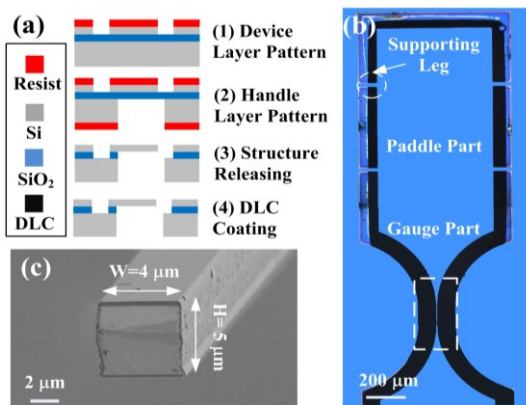 (a)
Resist
Si
SiO₂
DLC
(1) Device
Layer Pattern
(2) Handle
Layer Pattern
(3) Structure
Releasing
(4) DLC
Coating
(b)
Supporting
Leg
Paddle Part
Gauge Part
200 μm
(c)
W=4 μm
H=5 μm
2 μm